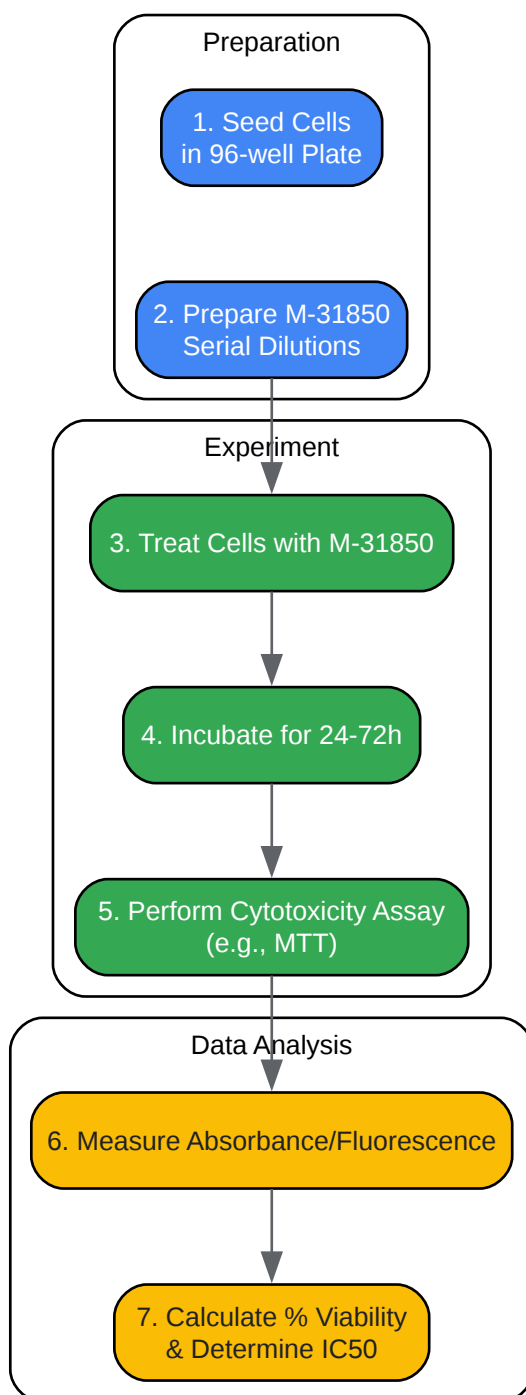 Preparation
1. Seed Cells
in 96-well Plate
2. Prepare M-31850
Serial Dilutions
Experiment
3. Treat Cells with M-31850
4. Incubate for 24-72h
5. Perform Cytotoxicity Assay
(e.g., MTT)
Data Analysis
6. Measure Absorbance/Fluorescence
7. Calculate % Viability
& Determine IC50